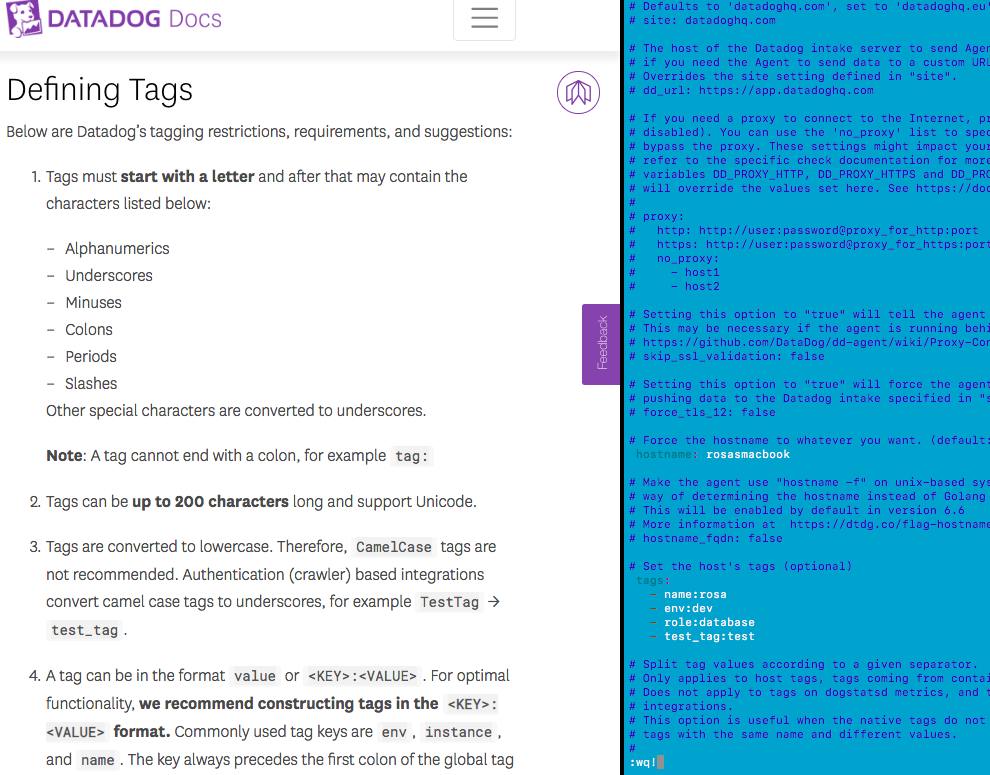 DATADOG Docs
Defining Tags
Below are Datadog's tagging restrictions, requirements, and suggestions:
1. Tags must start with a letter and after that may contain the
characters listed below:
– Alphanumerics
– Underscores
– Minuses
– Colons
– Periods
– Slashes
Other special characters are converted to underscores.
Note: A tag cannot end with a colon, for example tag:
2. Tags can be up to 200 characters long and support Unicode.
3. Tags are converted to lowercase. Therefore, CamelCase tags are
not recommended. Authentication (crawler) based integrations
convert camel case tags to underscores, for example TestTag →
test_tag .
4. A tag can be in the format value or <KEY>:<VALUE> . For optimal
functionality, we recommend constructing tags in the <KEY>:
<VALUE> format. Commonly used tag keys are env , instance ,
and name . The key always precedes the first colon of the global tag
Feedback
# Defaults to 'datadoghq.com', set to 'datadoghq.eu'
# site: datadoghq.com
# The host of the Datadog intake server to send Agen
# if you need the Agent to send data to a custom URL
# Overrides the site setting defined in "site".
# dd_url: https://app.datadoghq.com
# If you need a proxy to connect to the Internet, pr
# disabled). You can use the 'no_proxy' list to spec
# bypass the proxy. These settings might impact your
# refer to the specific check documentation for more
# variables DD_PROXY_HTTP, DD_PROXY_HTTPS and DD_PRO
# will override the values set here. See https://doc
#
# proxy:
#   http: http://user:password@proxy_for_http:port
#   https: http://user:password@proxy_for_https:port
#   no_proxy:
#     - host1
#     - host2
# Setting this option to "true" will tell the agent
# This may be necessary if the agent is running behi
# https://github.com/DataDog/dd-agent/wiki/Proxy-Con
# skip_ssl_validation: false
# Setting this option to "true" will force the agent
# pushing data to the Datadog intake specified in "s
# force_tls_12: false
# Force the hostname to whatever you want. (default:
hostname: rosasmacbook
# Make the agent use "hostname -f" on unix-based sys
# way of determining the hostname instead of Golang
# This will be enabled by default in version 6.6
# More information at  https://dtdg.co/flag-hostname
# hostname_fqdn: false
# Set the host's tags (optional)
tags:
- name:rosa
- env:dev
- role:database
- test_tag:test
# Split tag values according to a given separator.
# Only applies to host tags, tags coming from contai
# Does not apply to tags on dogstatsd metrics, and t
# integrations.
# This option is useful when the native tags do not
# tags with the same name and different values.
#
:wq!